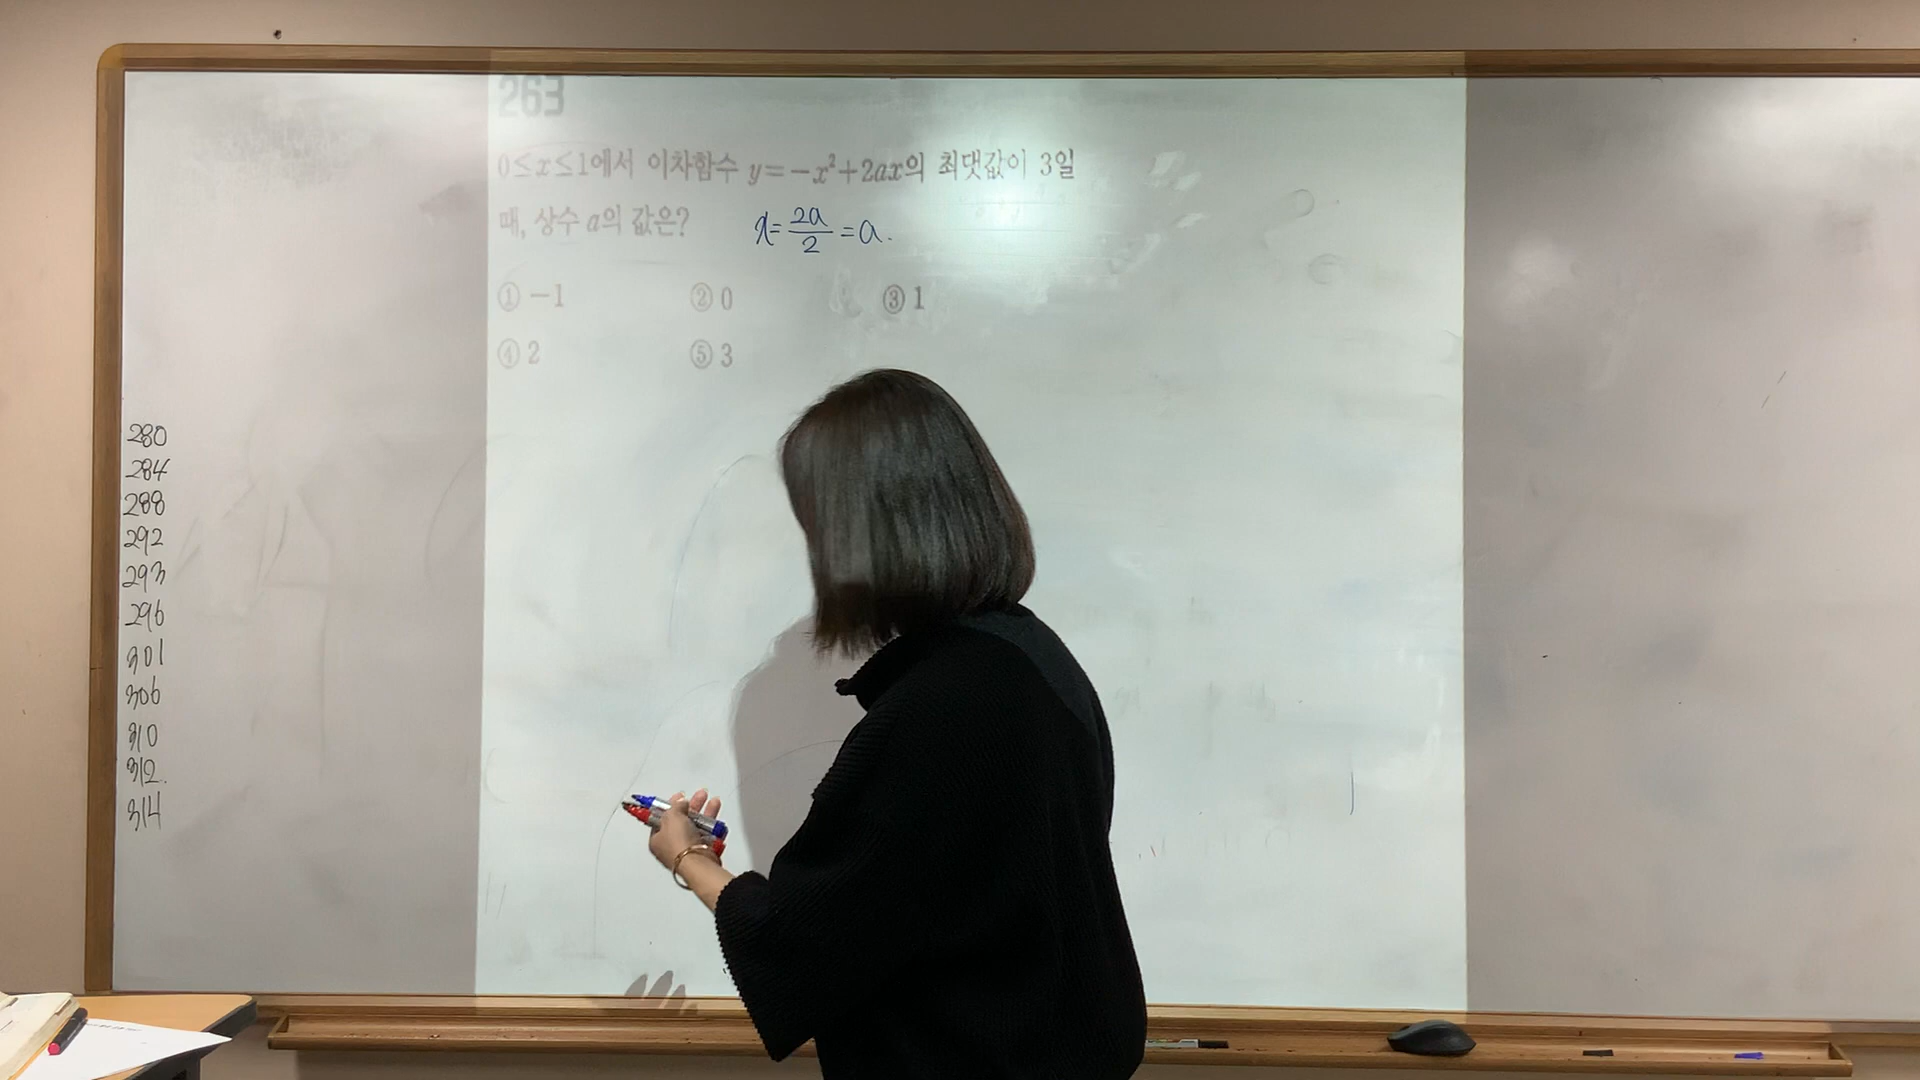 263
0≤x≤1에서 이차함수 y=-x²+2ax의 최댓값이 3일
때, 상수 a의 값은?
x=2a/2=a.
① -1 ② 0 ③ 1
④ 2 ⑤ 3
280
284
288
292
293
296
301
306
310
312.
314